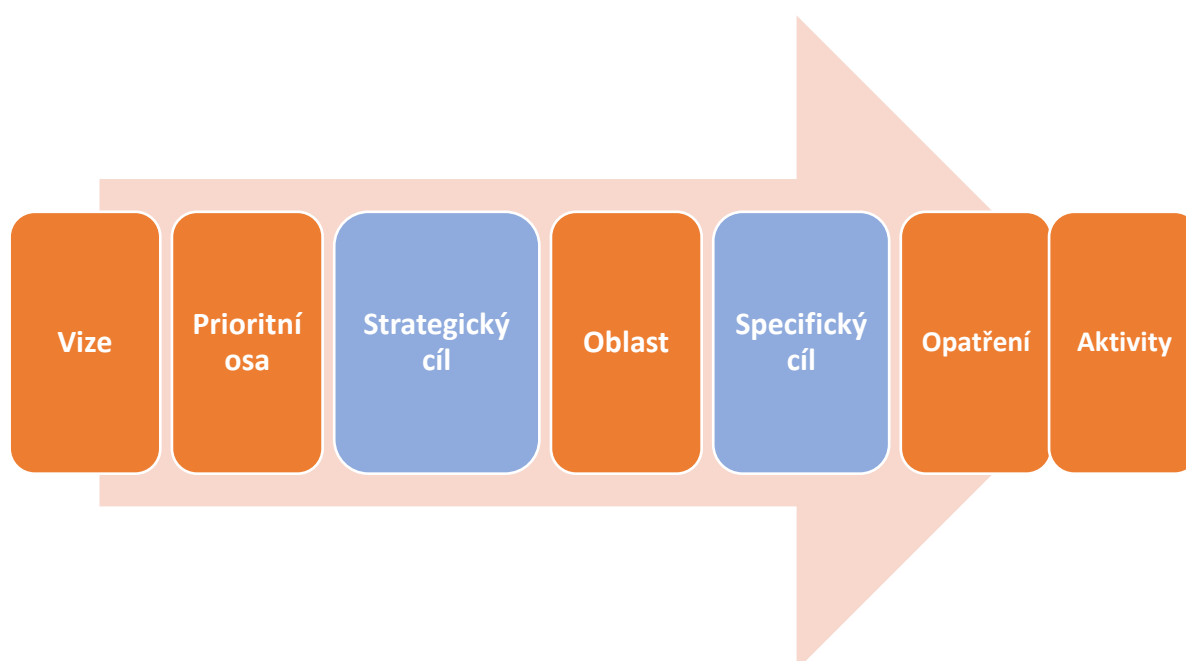 Vize
Prioritní
osa
Strategický
cíl
Oblast
Specifický
cíl
Opatření
Aktivity